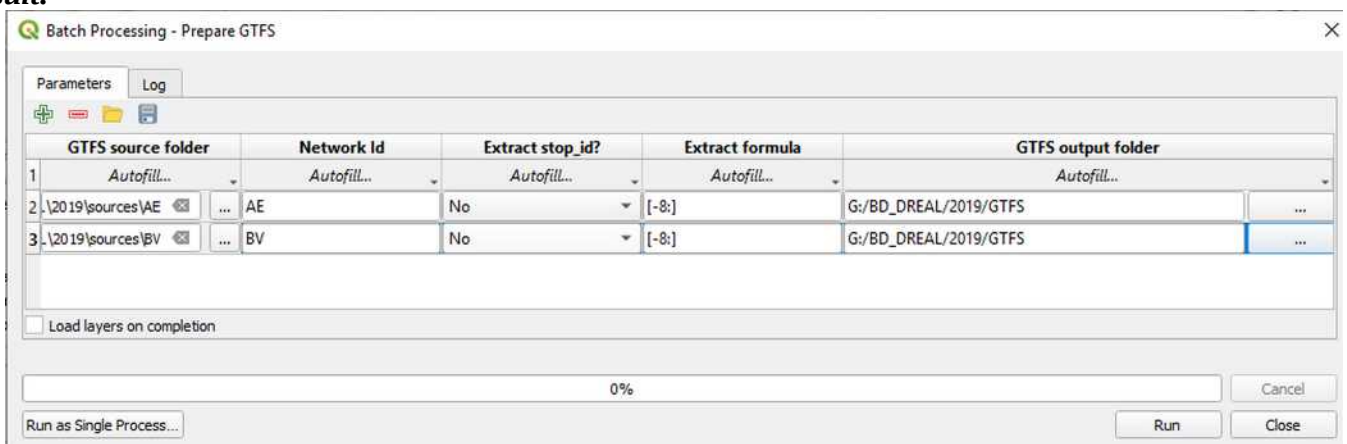 Batch Processing - Prepare GTFS
Parameters Log
GTFS source folder Network Id Extract stop_id? Extract formula GTFS output folder
1 Autofill... Autofill... Autofill... Autofill... Autofill...
2 .\2019\sources\AE ... AE No [-8:] G:/BD_DREAL/2019/GTFS ...
3 .\2019\sources\BV ... BV No [-8:] G:/BD_DREAL/2019/GTFS ...
Load layers on completion
0% Cancel
Run as Single Process... Run Close